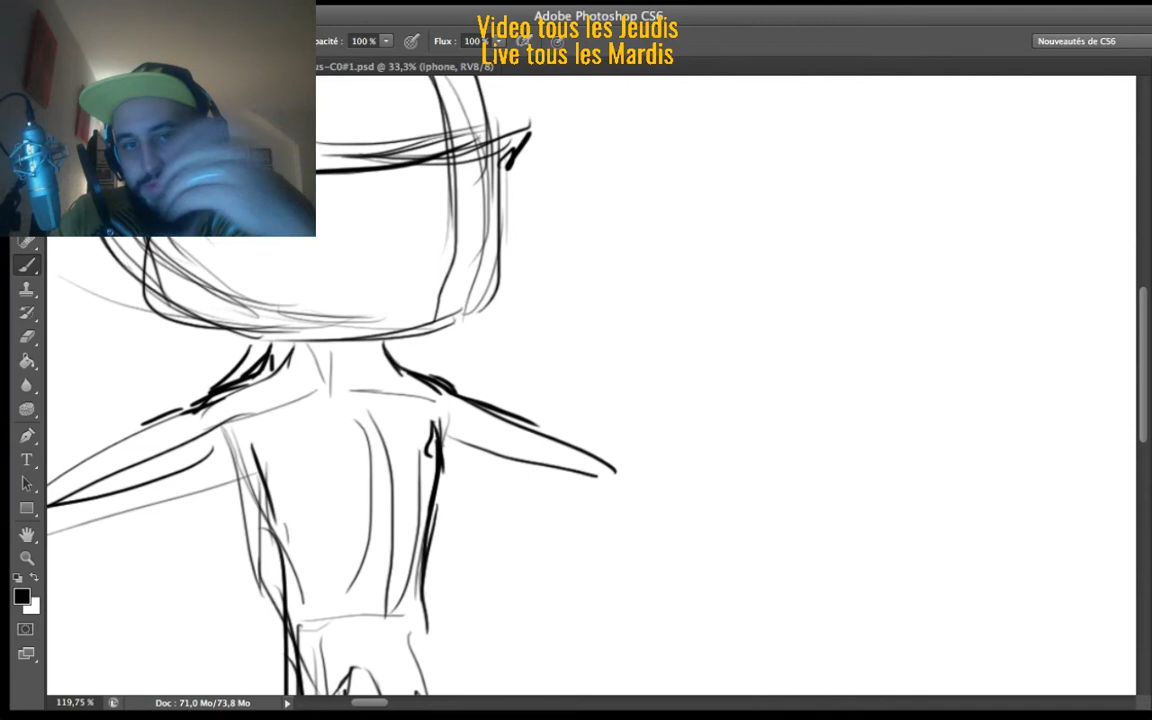 Adobe Photoshop CS6
Video tous les Jeudis
Live tous les Mardis
pacité : 100 % Flux : 100 % Nouveautés de CS6
us-C0#1.psd @ 33,3% (iphone, RVB/8)
119,75 % Doc : 71,0 Mo/73,8 Mo